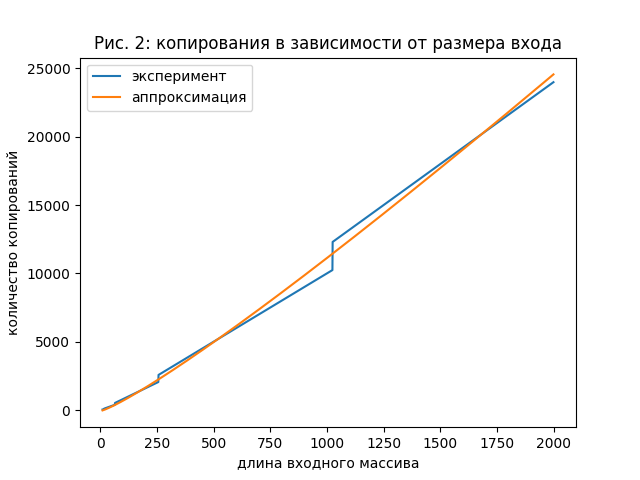 Рис. 2: копирования в зависимости от размера входа
эксперимент
аппроксимация
количество копирований
25000
20000
15000
10000
5000
0
0 250 500 750 1000 1250 1500 1750 2000
длина входного массива